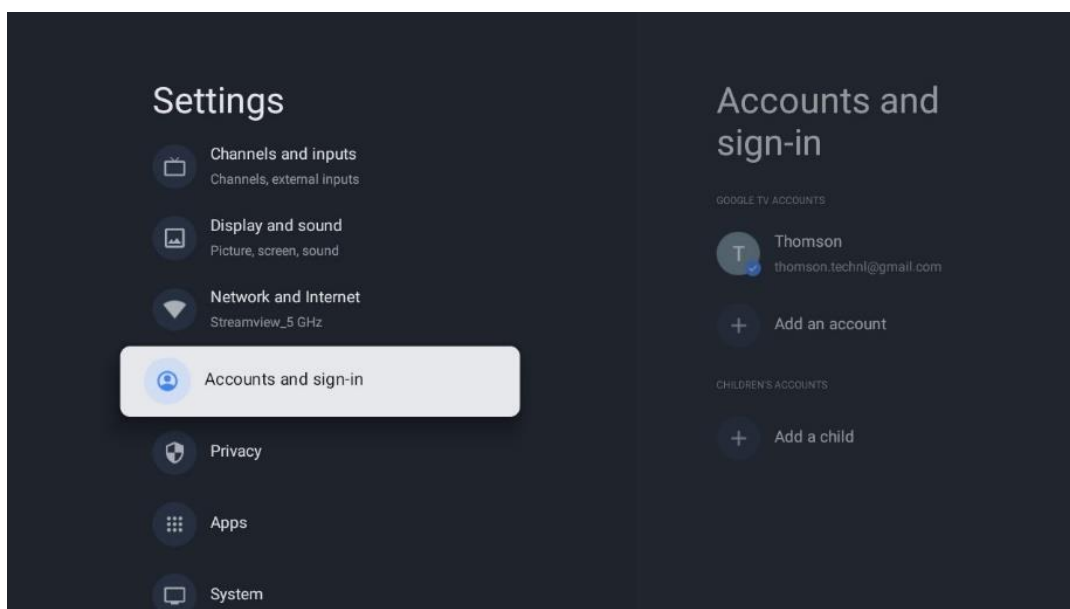 Settings
Channels and inputs
Channels, external inputs
Display and sound
Picture, screen, sound
Network and Internet
Streamview_5 GHz
Accounts and sign-in
Privacy
Apps
System
Accounts and
sign-in
GOOGLE TV ACCOUNTS
T
Thomson
thomson.technl@gmail.com
Add an account
CHILDREN'S ACCOUNTS
Add a child